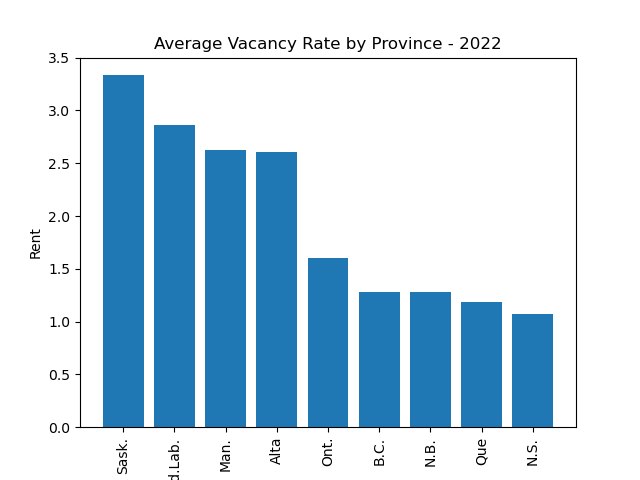 Average Vacancy Rate by Province - 2022
Rent
3.5
3.0
2.5
2.0
1.5
1.0
0.5
0.0
Sask.
d.Lab.
Man.
Alta
Ont.
B.C.
N.B.
Que
N.S.